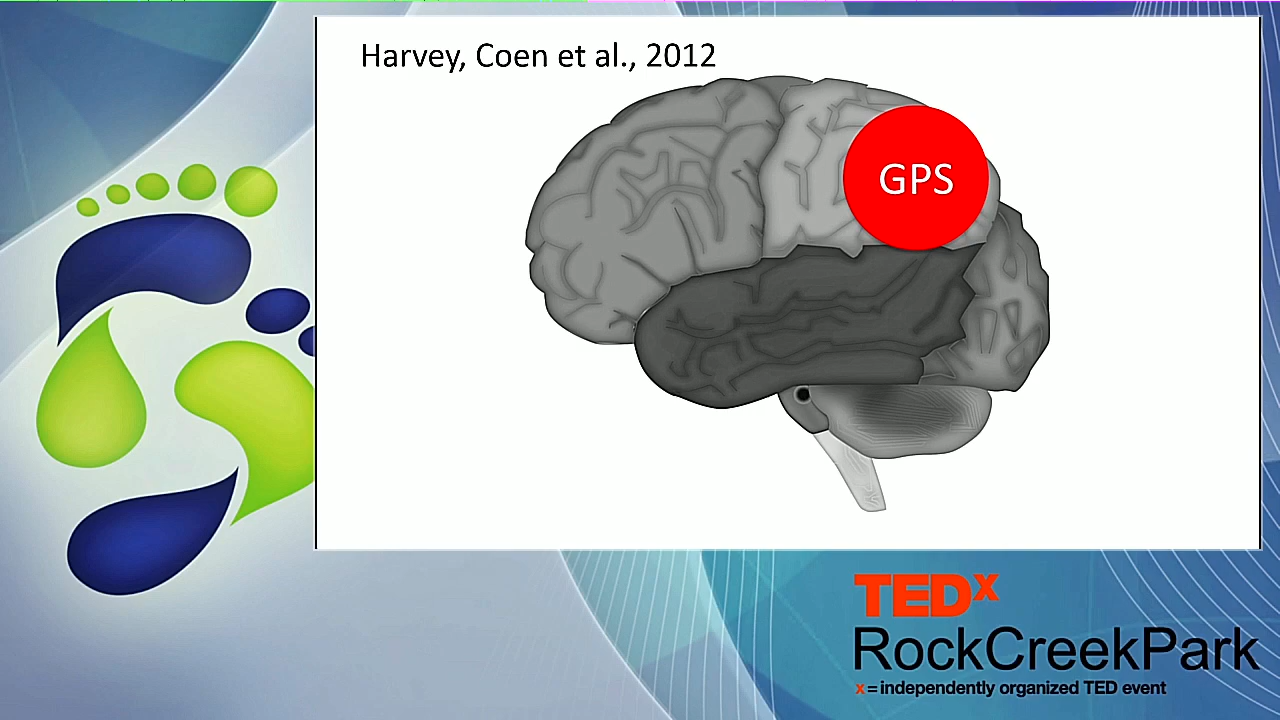 Harvey, Coen et al., 2012
GPS
TEDx
RockCreekPark
x = independently organized TED event